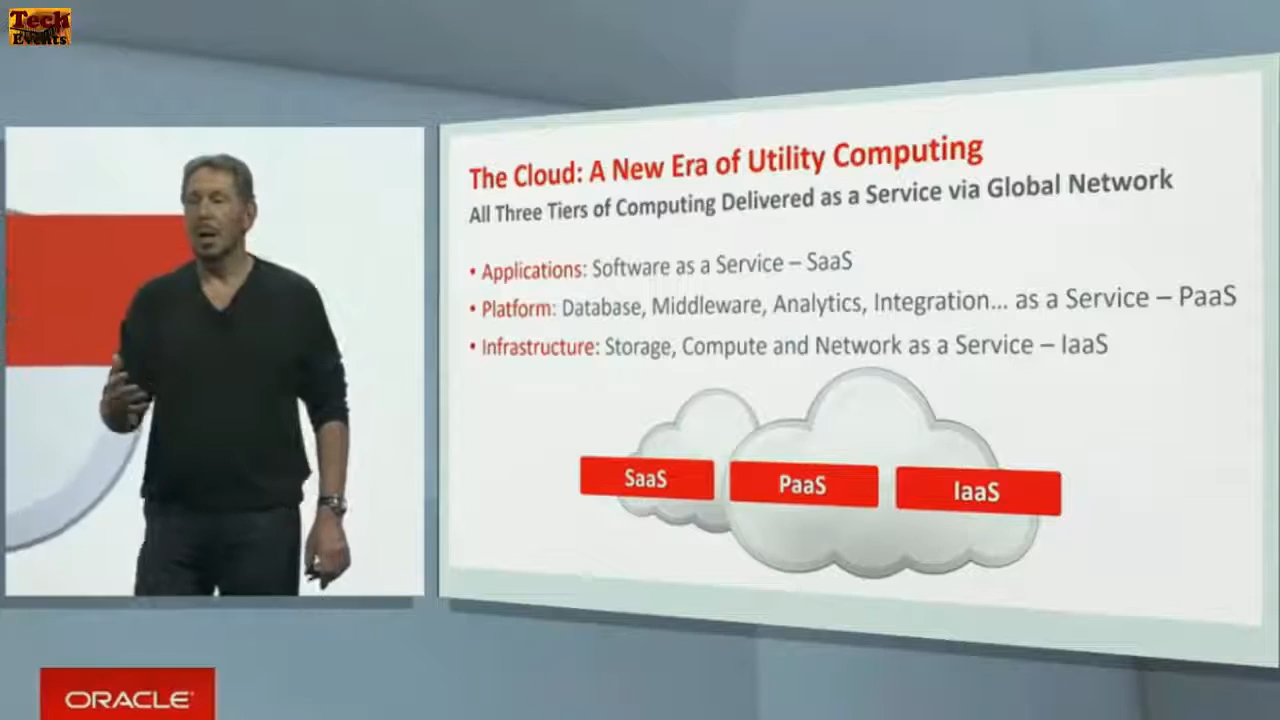 Tech
Events
The Cloud: A New Era of Utility Computing
All Three Tiers of Computing Delivered as a Service via Global Network
• Applications: Software as a Service – SaaS
• Platform: Database, Middleware, Analytics, Integration... as a Service – PaaS
• Infrastructure: Storage, Compute and Network as a Service – IaaS
SaaS
PaaS
IaaS
ORACLE